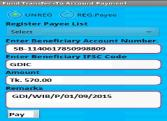 Fund Transfer-To Account Payment
UNREG REG.Payee
Register Payee List
Select
Enter Beneficiary Account Number
SB-1140617850998809
Enter Beneficiary IFSC Code
GDIC
Amount
Tk. 570.00
Remarks
GDI/WIB/P/01/09/2015
Pay